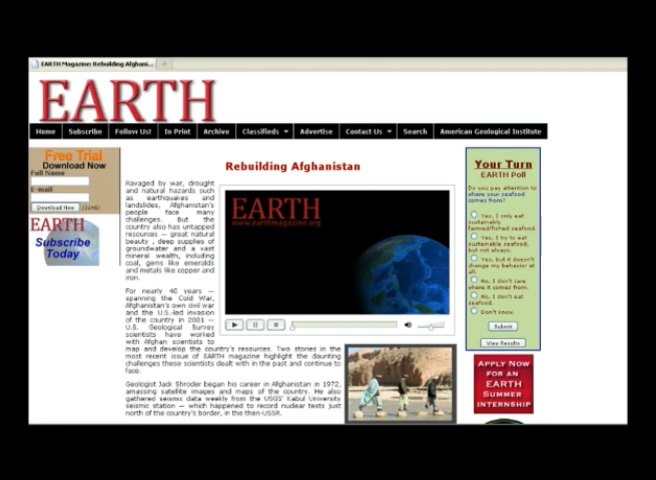 EARTH Magazine: Rebuilding Afghani...
EARTH
Home Subscribe Follow Us! In Print Archive Classifieds Advertise Contact Us Search American Geological Institute
Free Trial
Download Now
Full Name
E-mail
Download Now
EARTH
Subscribe
Today
Rebuilding Afghanistan
Ravaged by war, drought
and natural hazards such
as earthquakes and
landslides, Afghanistan's
people face many
challenges. But the
country also has untapped
resources — great natural
beauty , deep supplies of
groundwater and a vast
mineral wealth, including
coal, gems like emeralds
and metals like copper and
iron.
For nearly 40 years —
spanning the Cold War,
Afghanistan's own civil war
and the U.S.-led invasion
of the country in 2001 —
U.S. Geological Survey
scientists have worked
with Afghan scientists to
map and develop the country's resources. Two stories in the
most recent issue of EARTH magazine highlight the daunting
challenges these scientists dealt with in the past and continue to
face.
Geologist Jack Shroder began his career in Afghanistan in 1972,
amassing satellite images and maps of the country. He also
gathered seismic data weekly from the USGS' Kabul University
seismic station — which happened to record nuclear tests just
north of the country's border, in the then-USSR.
EARTH
www.earthmagazine.org
Your Turn
EARTH Poll
Do you pay attention to
where your seafood
comes from?
Yes, I only eat
sustainably
farmed/fished seafood.
Yes, I try to eat
sustainable seafood,
but not always.
Yes, but it doesn't
change my behavior at
all.
No, I don't care
where it comes from.
No, I don't eat
seafood.
Don't know.
Submit
View Results
Apply Now
for an
EARTH
Summer
Internship